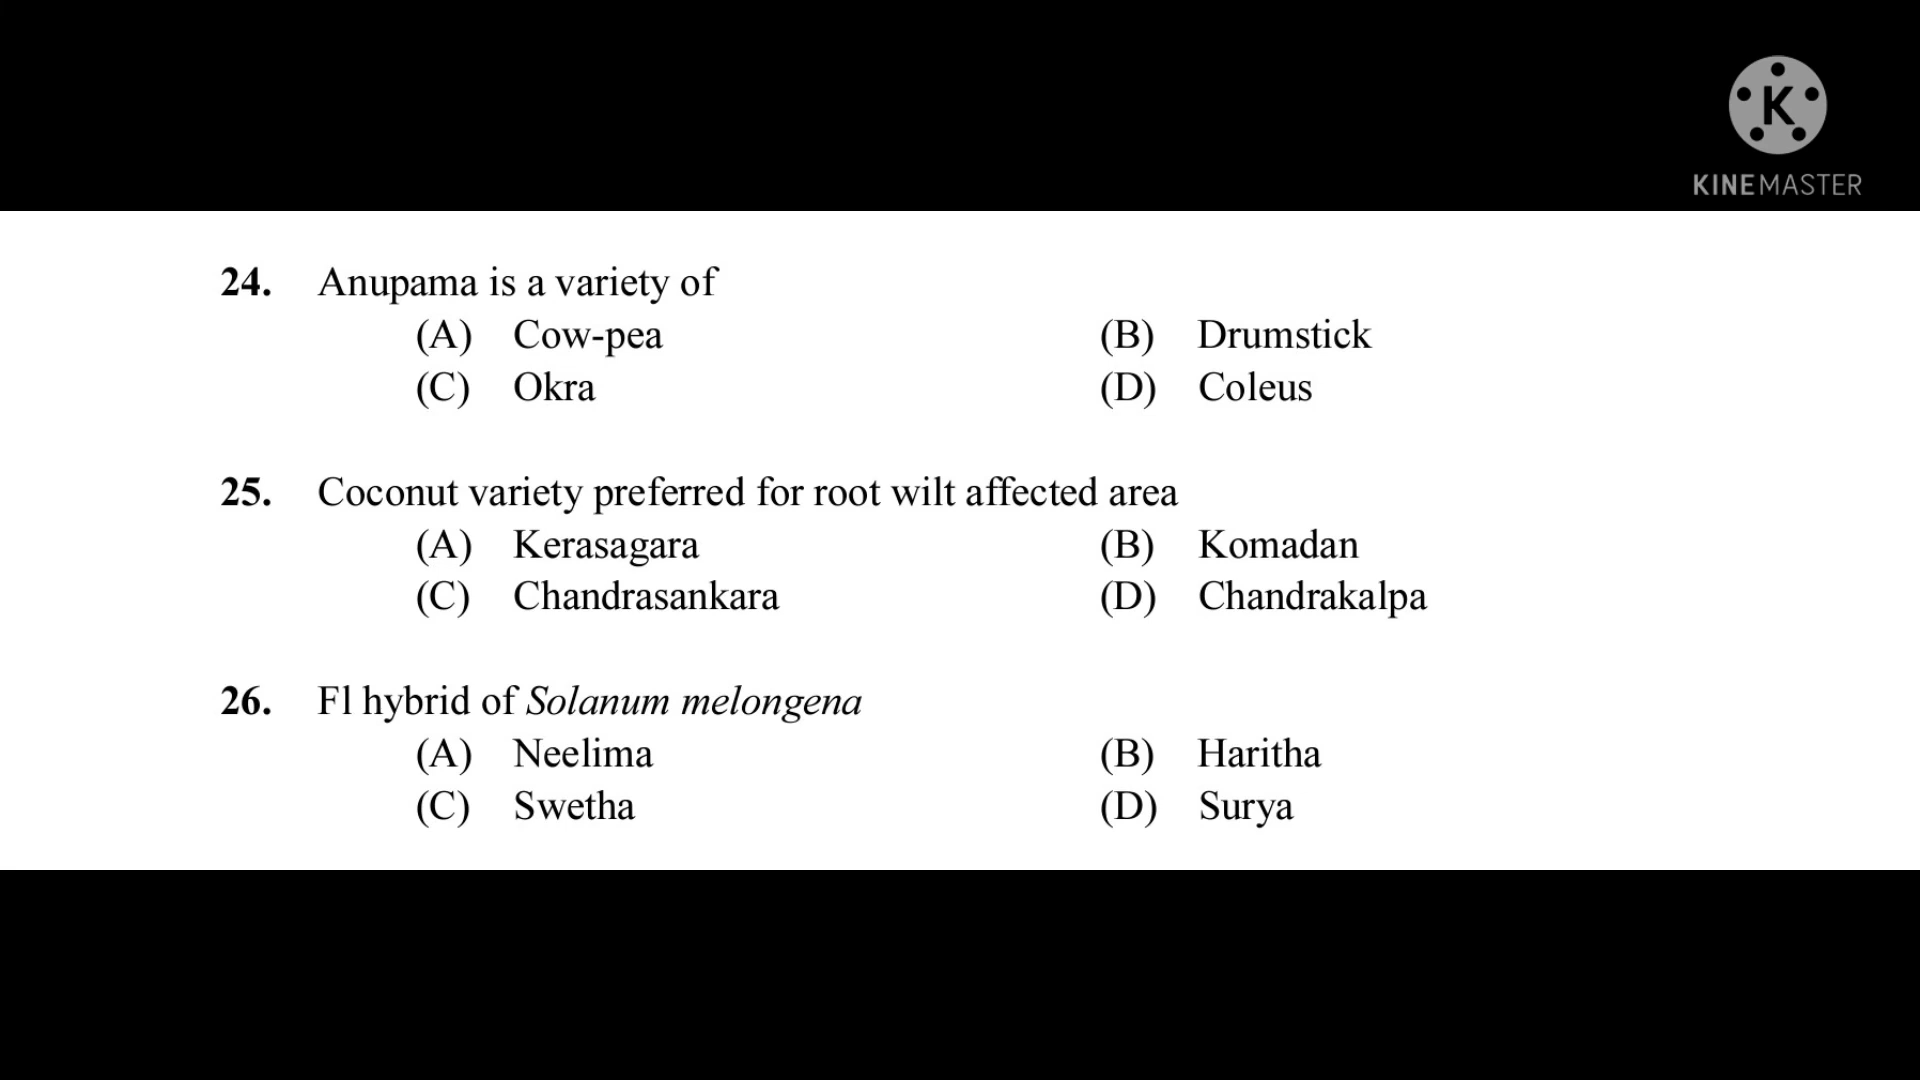 KINEMASTER
24. Anupama is a variety of
(A) Cow-pea (B) Drumstick
(C) Okra (D) Coleus
25. Coconut variety preferred for root wilt affected area
(A) Kerasagara (B) Komadan
(C) Chandrasankara (D) Chandrakalpa
26. Fl hybrid of Solanum melongena
(A) Neelima (B) Haritha
(C) Swetha (D) Surya